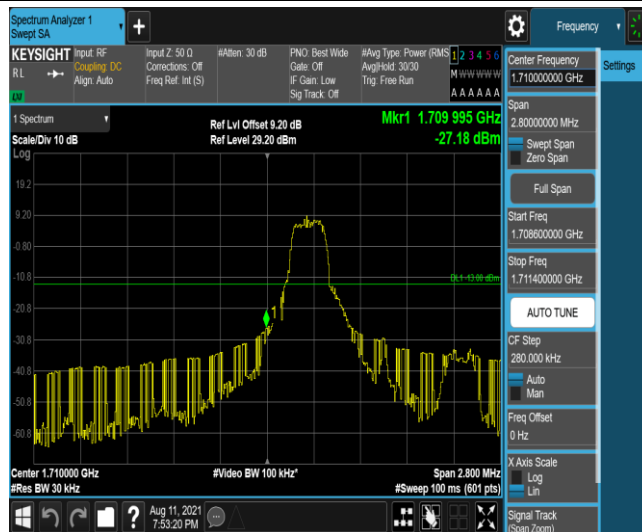 Spectrum Analyzer 1
Swept SA
Frequency
KEYSIGHT
RL
Input: RF
Coupling: DC
Align: Auto
Input Z: 50 Ω
Corrections: Off
Freq Ref: Int (S)
#Atten: 30 dB
PNO: Best Wide
Gate: Off
IF Gain: Low
Sig Track: Off
#Avg Type: Power (RMS
Avg|Hold: 30/30
Trig: Free Run
1 2 3 4 5 6
M W W W W W
A A A A A A
1 Spectrum
Scale/Div 10 dB
Log
Ref Lvl Offset 9.20 dB
Ref Level 29.20 dBm
Mkr1 1.709 995 GHz
-27.18 dBm
19.2
9.20
-0.80
-10.8
-20.8
-30.8
-40.8
-50.8
-60.8
DL1 -13.00 dBm
1
Center 1.710000 GHz
#Res BW 30 kHz
#Video BW 100 kHz*
Span 2.800 MHz
#Sweep 100 ms (601 pts)
Aug 11, 2021
7:53:20 PM
?
Center Frequency
1.710000000 GHz
Settings
Span
2.80000000 MHz
Swept Span
Zero Span
Full Span
Start Freq
1.708600000 GHz
Stop Freq
1.711400000 GHz
AUTO TUNE
CF Step
280.000 kHz
Auto
Man
Freq Offset
0 Hz
X Axis Scale
Log
Lin
Signal Track
(Span Zoom)